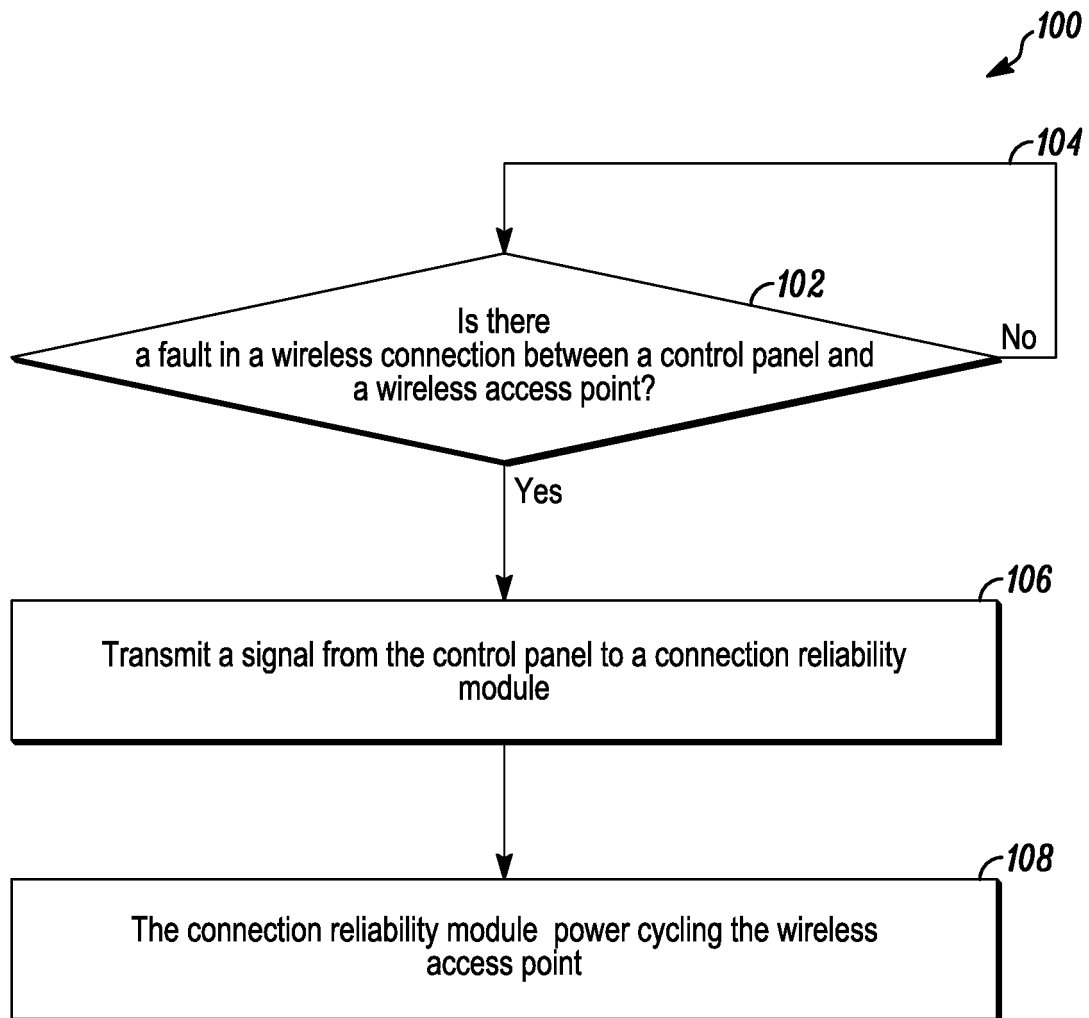 100
104
102
Is there
a fault in a wireless connection between a control panel and
a wireless access point?
No
Yes
106
Transmit a signal from the control panel to a connection reliability
module
108
The connection reliability module power cycling the wireless
access point